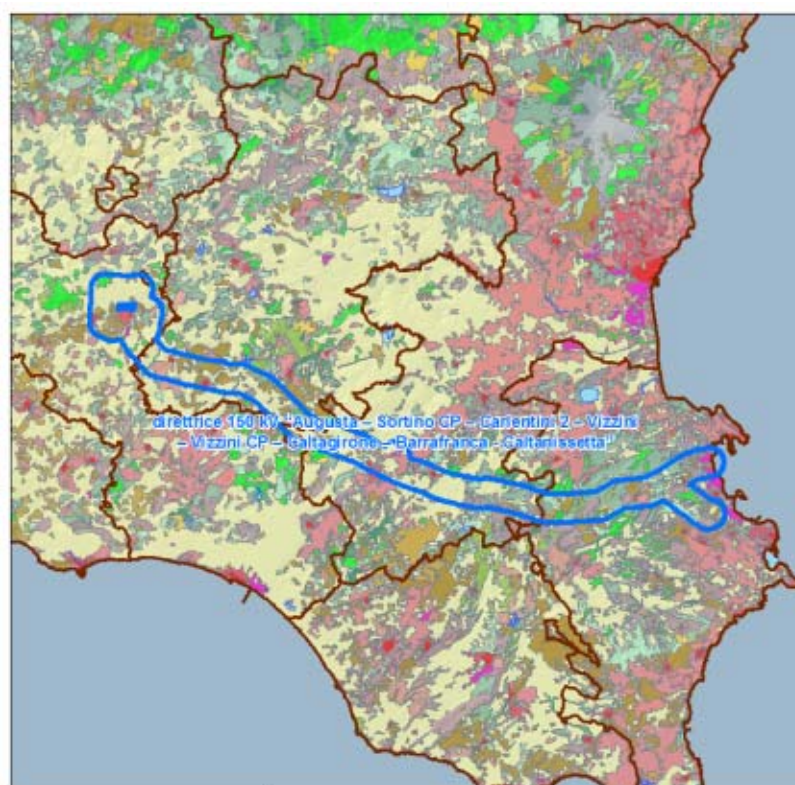 direttrice 150 kV "Augusta – Sortino CP – Carlentini 2 – Vizzini
– Vizzini CP – Caltagirone – Barrafranca - Caltanissetta"